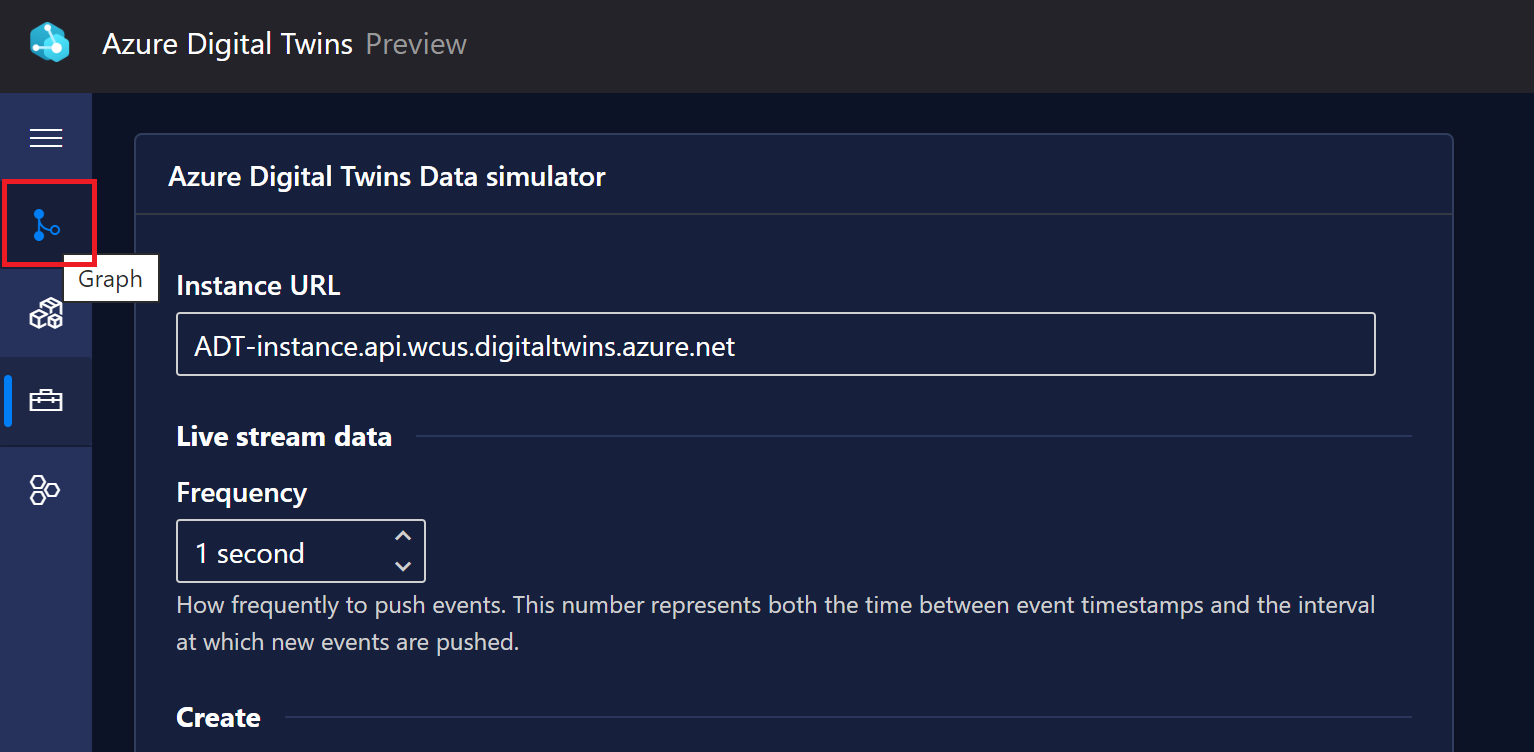 Azure Digital Twins Preview
Azure Digital Twins Data simulator
Graph
Instance URL
ADT-instance.api.wcus.digitaltwins.azure.net
Live stream data
Frequency
1 second
How frequently to push events. This number represents both the time between event timestamps and the interval
at which new events are pushed.
Create